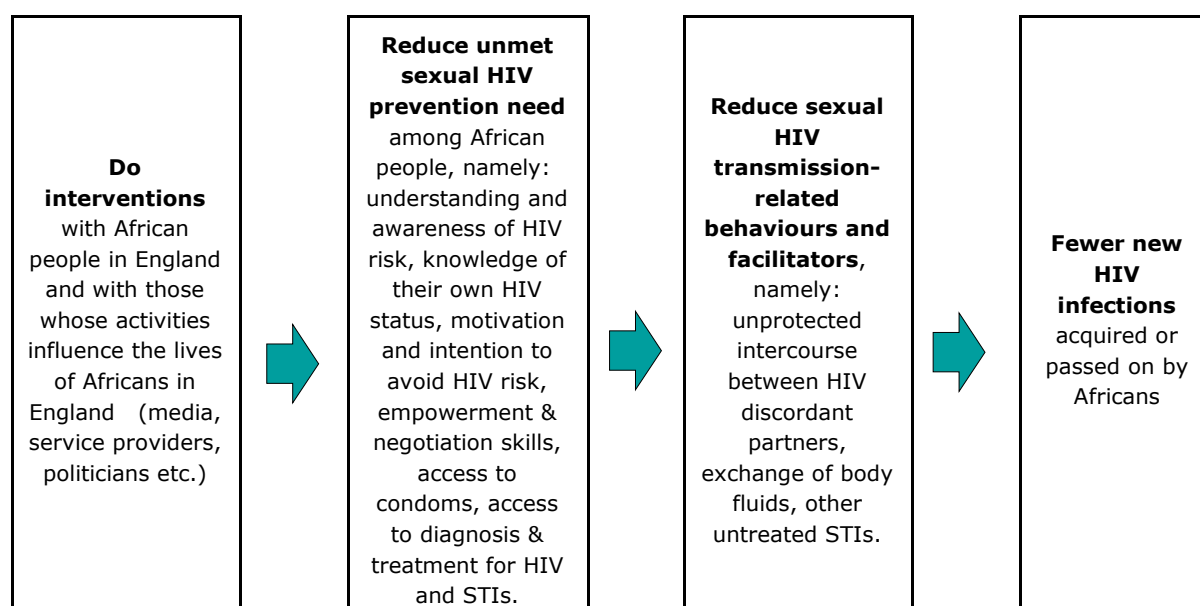 Do
interventions
with African
people in England
and with those
whose activities
influence the lives
of Africans in
England (media,
service providers,
politicians etc.)
Reduce unmet
sexual HIV
prevention need
among African
people, namely:
understanding and
awareness of HIV
risk, knowledge of
their own HIV
status, motivation
and intention to
avoid HIV risk,
empowerment &
negotiation skills,
access to
condoms, access
to diagnosis &
treatment for HIV
and STIs.
Reduce sexual
HIV
transmission-
related
behaviours and
facilitators,
namely:
unprotected
intercourse
between HIV
discordant
partners,
exchange of body
fluids, other
untreated STIs.
Fewer new
HIV
infections
acquired or
passed on by
Africans